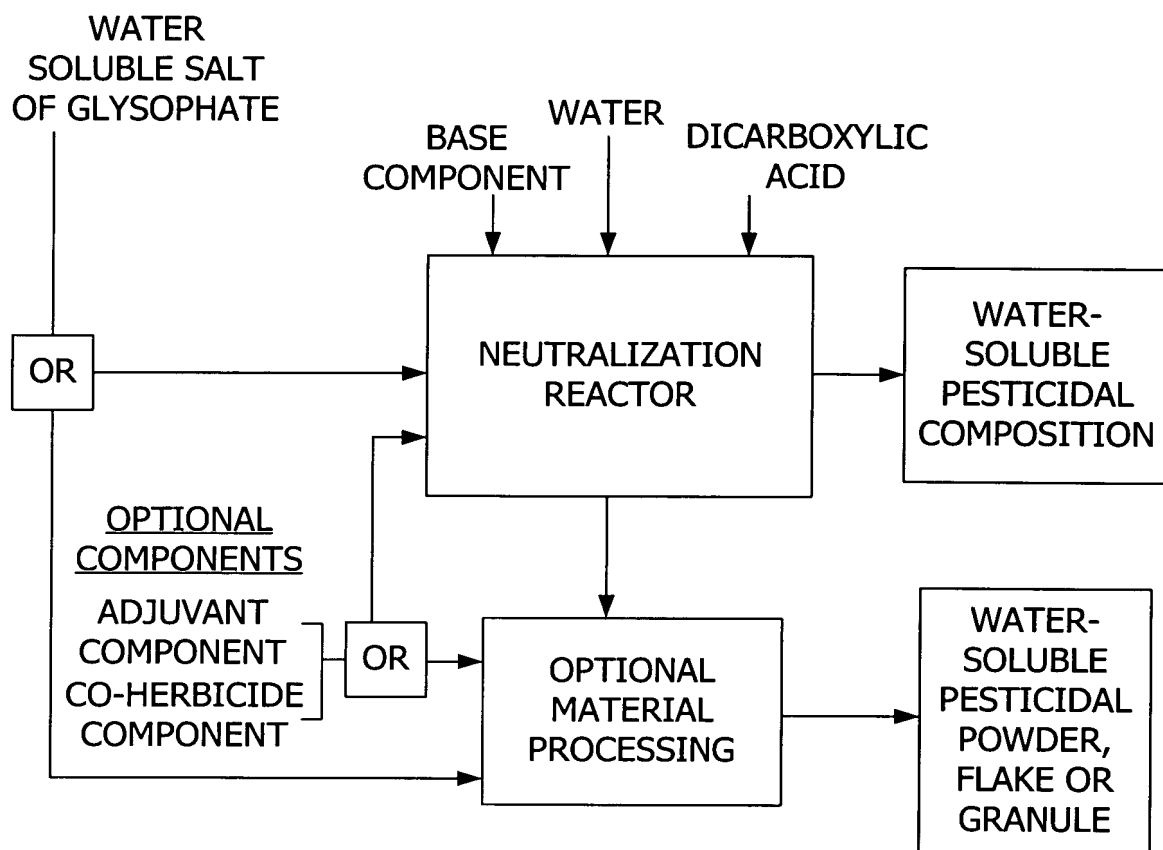 WATER
SOLUBLE SALT
OF GLYSOPHATE
BASE
COMPONENT
WATER
DICARBOXYLIC
ACID
OR
NEUTRALIZATION
REACTOR
WATER-
SOLUBLE
PESTICIDAL
COMPOSITION
OPTIONAL
COMPONENTS
ADJUVANT
COMPONENT
CO-HERBICIDE
COMPONENT
OR
OPTIONAL
MATERIAL
PROCESSING
WATER-
SOLUBLE
PESTICIDAL
POWDER,
FLAKE OR
GRANULE